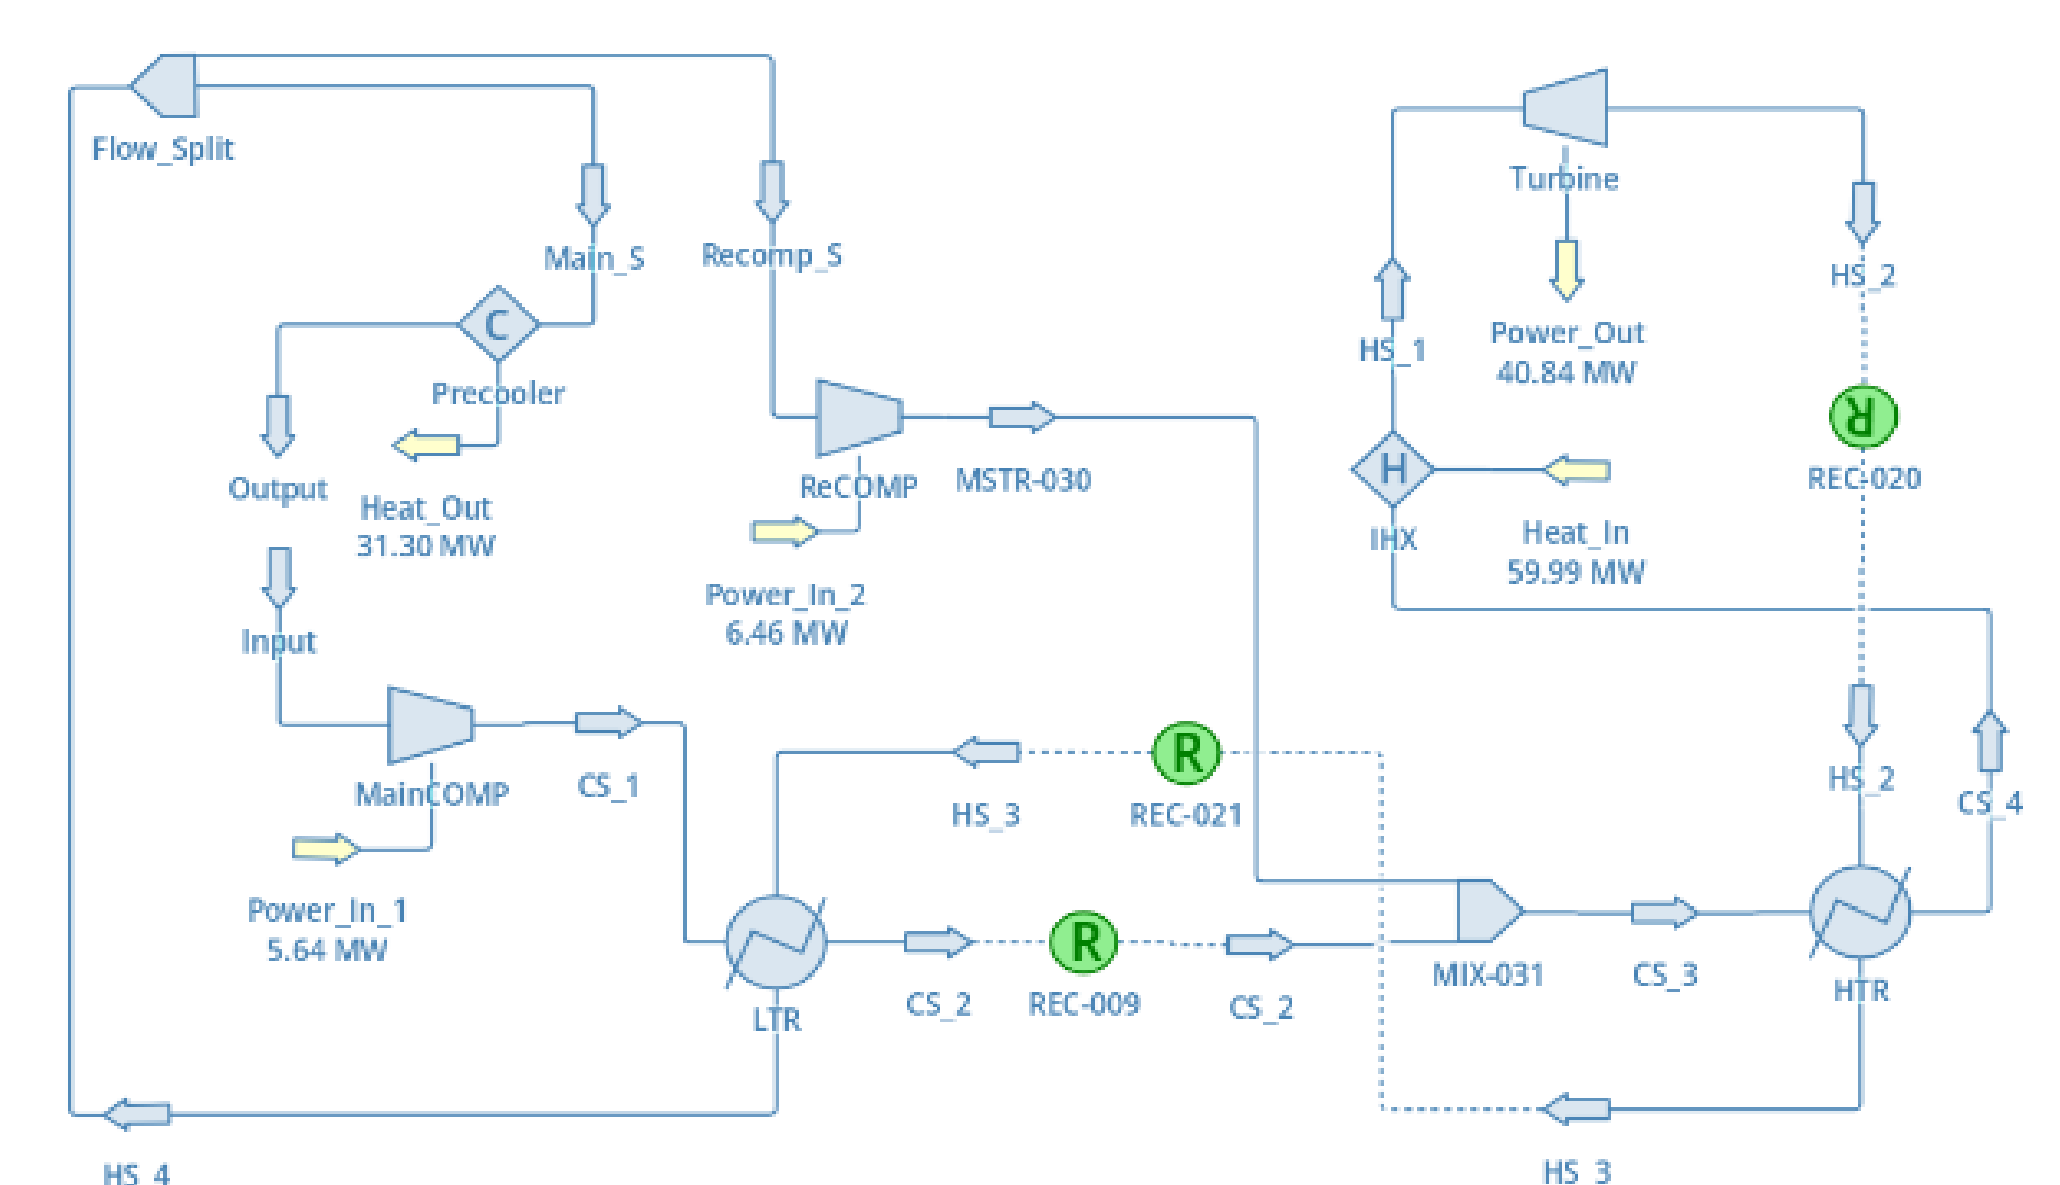 Flow_Split
Turbine
Main_S
Recomp_S
HS_2
C
Power_Out
40.84 MW
HS_1
Precooler
R
ReCOMP
MSTR-030
H
REC-020
Output
Heat_Out
31.30 MW
IHX
Heat_In
59.99 MW
Power_In_2
6.46 MW
Input
R
HS_2
CS_1
MainCOMP
HS_3
REC-021
CS_4
Power_In_1
5.64 MW
R
CS_2
REC-009
CS_2
MIX-031
CS_3
HTR
LTR
HS_4
HS_3